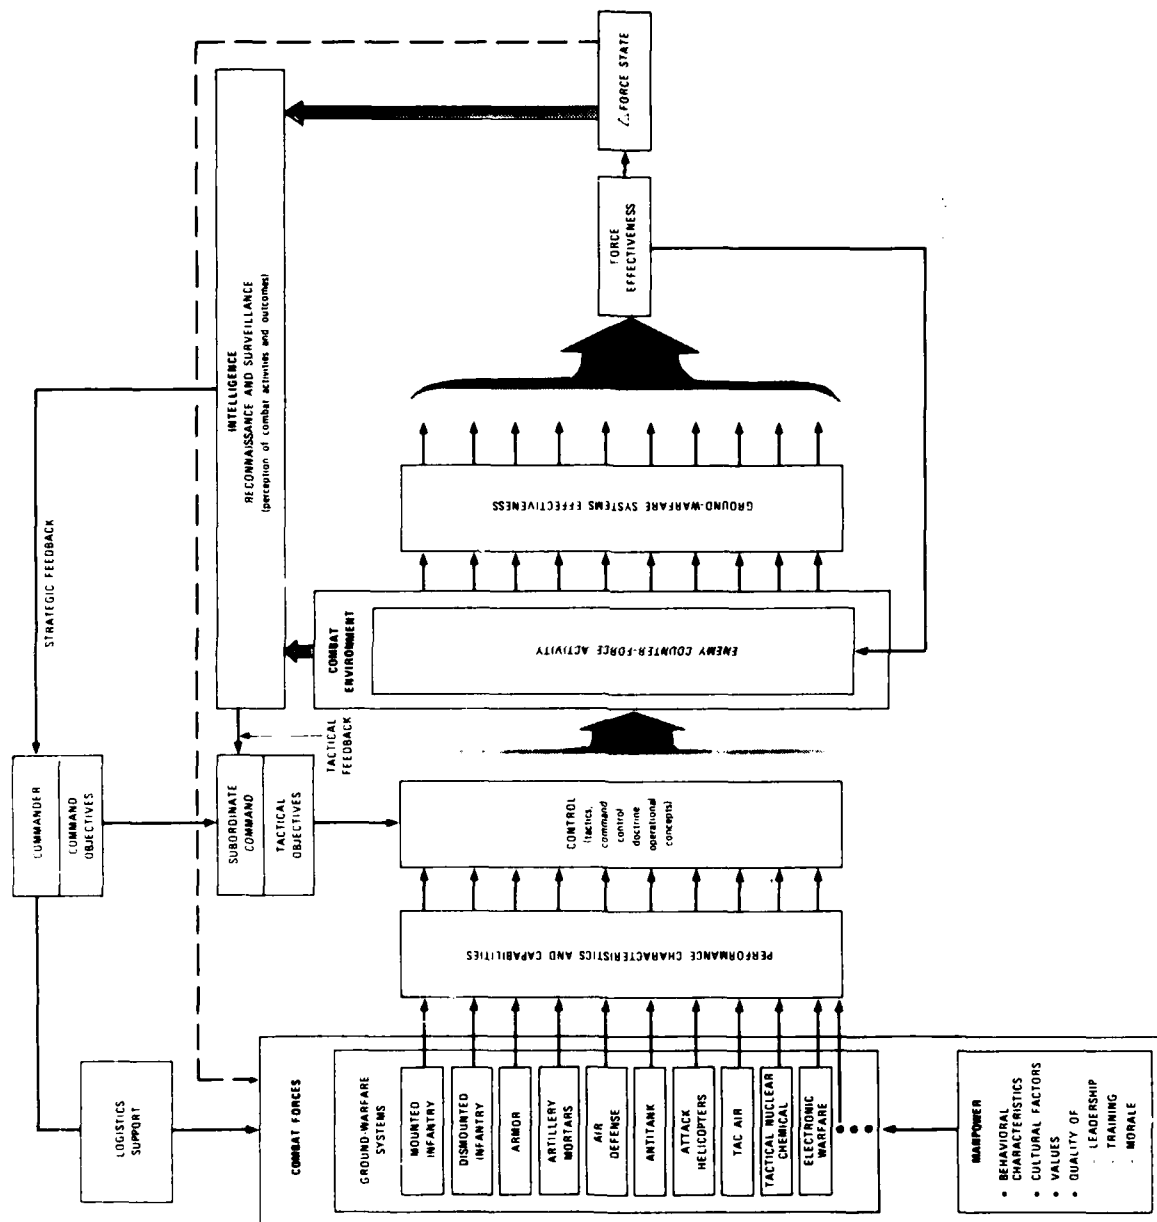 COMMANDER
COMMAND
OBJECTIVES
STRATEGIC FEEDBACK
LOGISTICS
SUPPORT
SUBORDINATE
COMMAND
TACTICAL
OBJECTIVES
TACTICAL
FEEDBACK
INTELLIGENCE
RECONNAISSANCE AND SURVEILLANCE
(perception of combat activities and outcomes)
COMBAT FORCES
GROUND-WARFARE
SYSTEMS
MOUNTED
INFANTRY
DISMOUNTED
INFANTRY
ARMOR
ARTILLERY
MORTARS
AIR
DEFENSE
ANTITANK
ATTACK
HELICOPTERS
TAC AIR
TACTICAL NUCLEAR
CHEMICAL
ELECTRONIC
WARFARE
PERFORMANCE CHARACTERISTICS AND CAPABILITIES
CONTROL
(tactics,
command
control
doctrine
operational
concepts)
COMBAT
ENVIRONMENT
ENEMY COUNTER-FORCE ACTIVITY
GROUND-WARFARE SYSTEMS EFFECTIVENESS
FORCE
EFFECTIVENESS
△ FORCE STATE
MANPOWER
• BEHAVIORAL
CHARACTERISTICS
• CULTURAL FACTORS
• VALUES
• QUALITY OF
- LEADERSHIP
- TRAINING
- MORALE